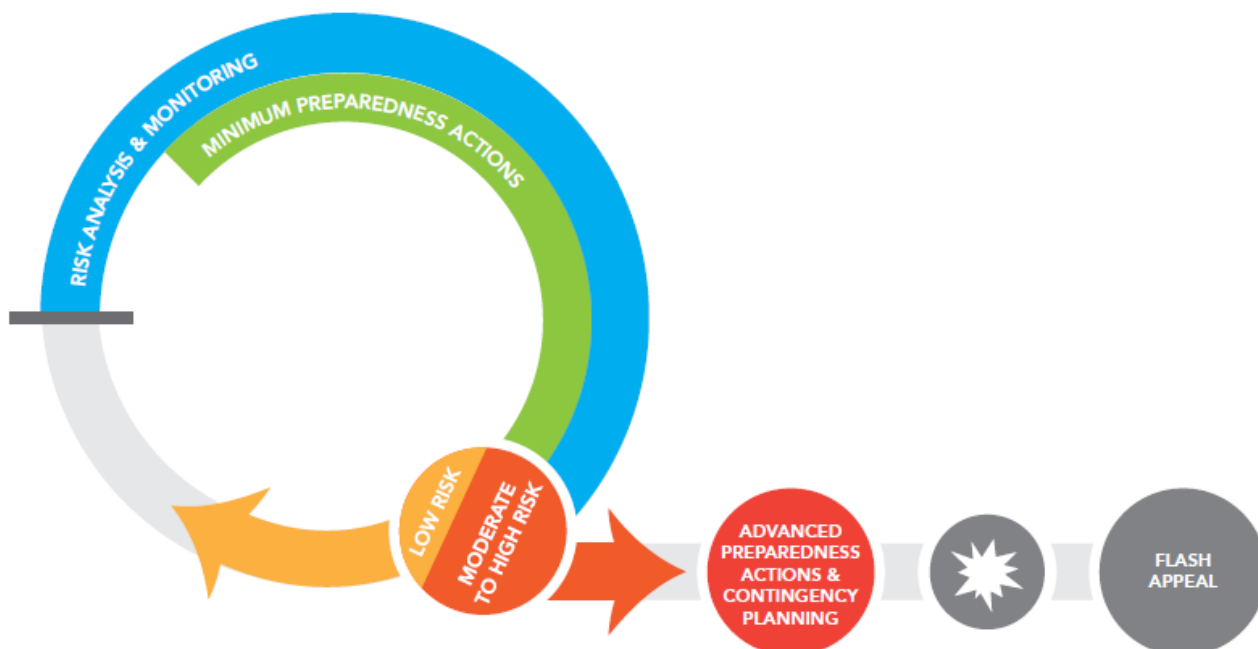 RISK ANALYSIS & MONITORING
MINIMUM PREPAREDNESS ACTIONS
LOW RISK
MODERATE
TO HIGH RISK
ADVANCED
PREPAREDNESS
ACTIONS &
CONTINGENCY
PLANNING
FLASH
APPEAL